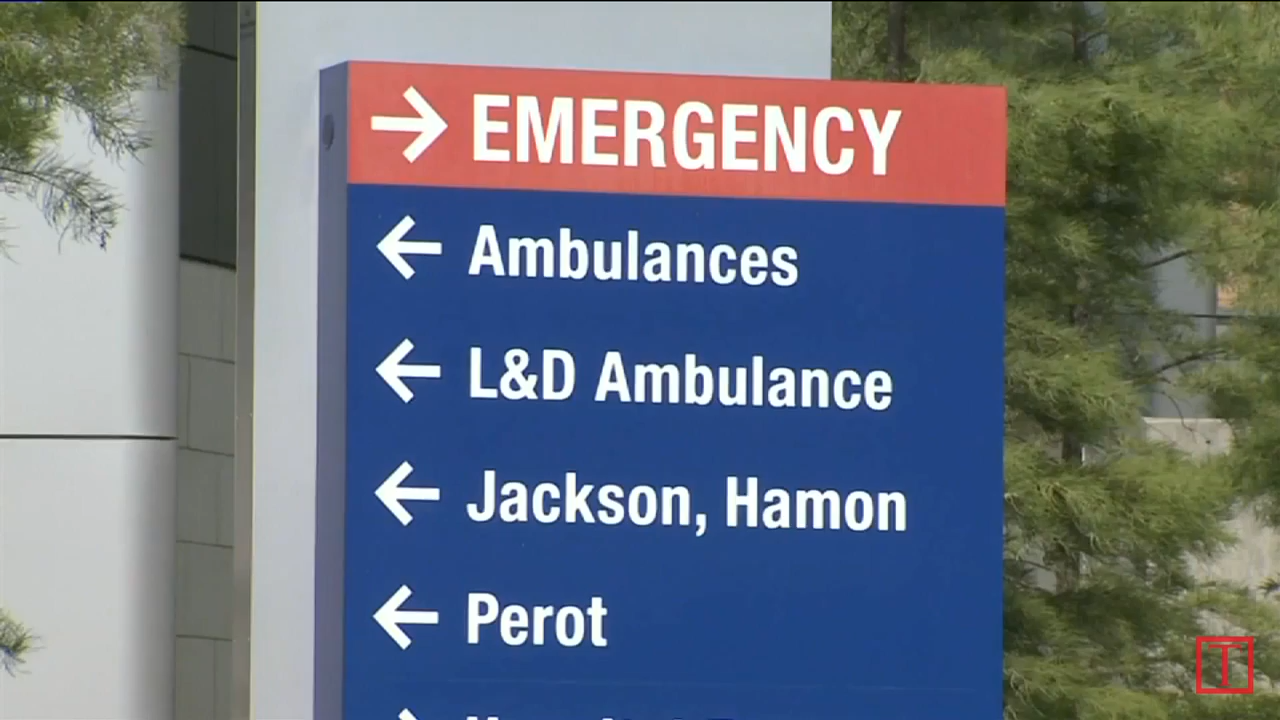 → EMERGENCY
← Ambulances
← L&D Ambulance
← Jackson, Hamon
← Perot
T